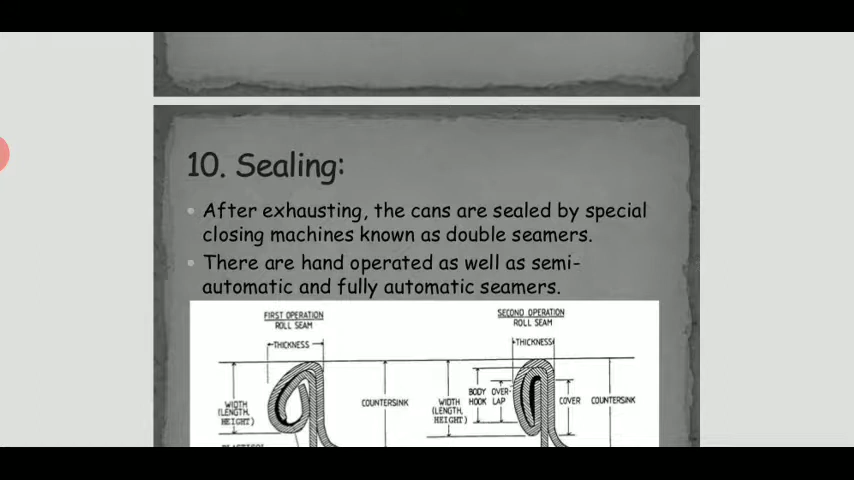 10. Sealing:
• After exhausting, the cans are sealed by special
closing machines known as double seamers.
• There are hand operated as well as semi-
automatic and fully automatic seamers.
FIRST OPERATION
ROLL SEAM
THICKNESS
WIDTH
(LENGTH,
HEIGHT)
COUNTERSINK
SECOND OPERATION
ROLL SEAM
THICKNESS
WIDTH
(LENGTH,
HEIGHT)
BODY
HOOK
OVER-
LAP
COVER
COUNTERSINK